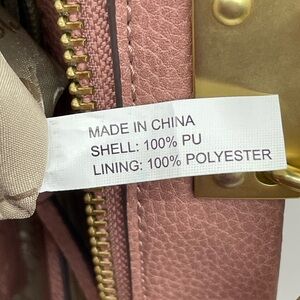 MADE IN CHINA
SHELL: 100% PU
LINING: 100% POLYESTER